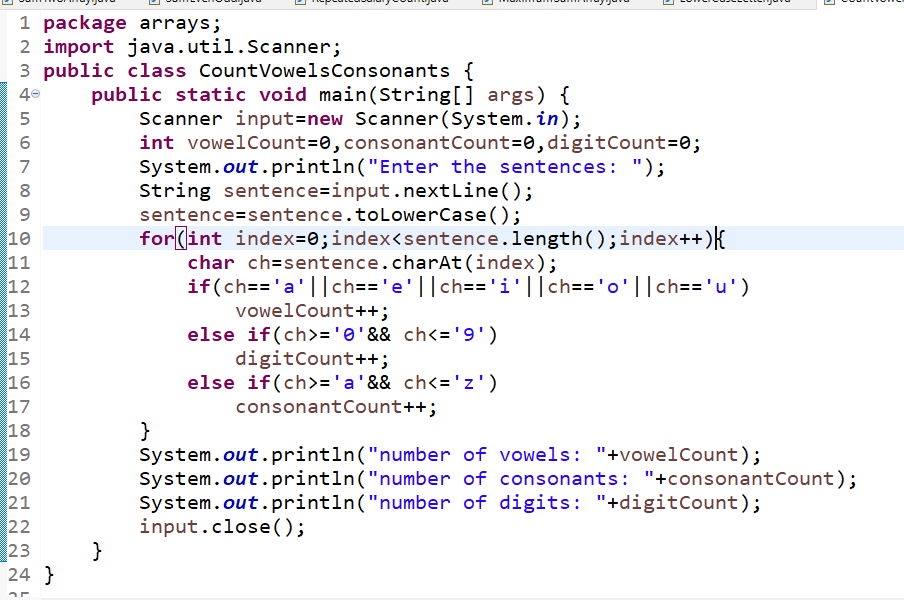 1 package arrays;
2 import java.util.Scanner;
3 public class CountVowelsConsonants {
4 public static void main(String[] args) {
5 Scanner input=new Scanner(System.in);
6 int vowelCount=0,consonantCount=0,digitCount=0;
7 System.out.println("Enter the sentences: ");
8 String sentence=input.nextLine();
9 sentence=sentence.toLowerCase();
10 for(int index=0;index<sentence.length();index++){
11 char ch=sentence.charAt(index);
12 if(ch=='a'||ch=='e'||ch=='i'||ch=='o'||ch=='u')
13 vowelCount++;
14 else if(ch>='0'&& ch<='9')
15 digitCount++;
16 else if(ch>='a'&& ch<='z')
17 consonantCount++;
18 }
19 System.out.println("number of vowels: "+vowelCount);
20 System.out.println("number of consonants: "+consonantCount);
21 System.out.println("number of digits: "+digitCount);
22 input.close();
23 }
24 }